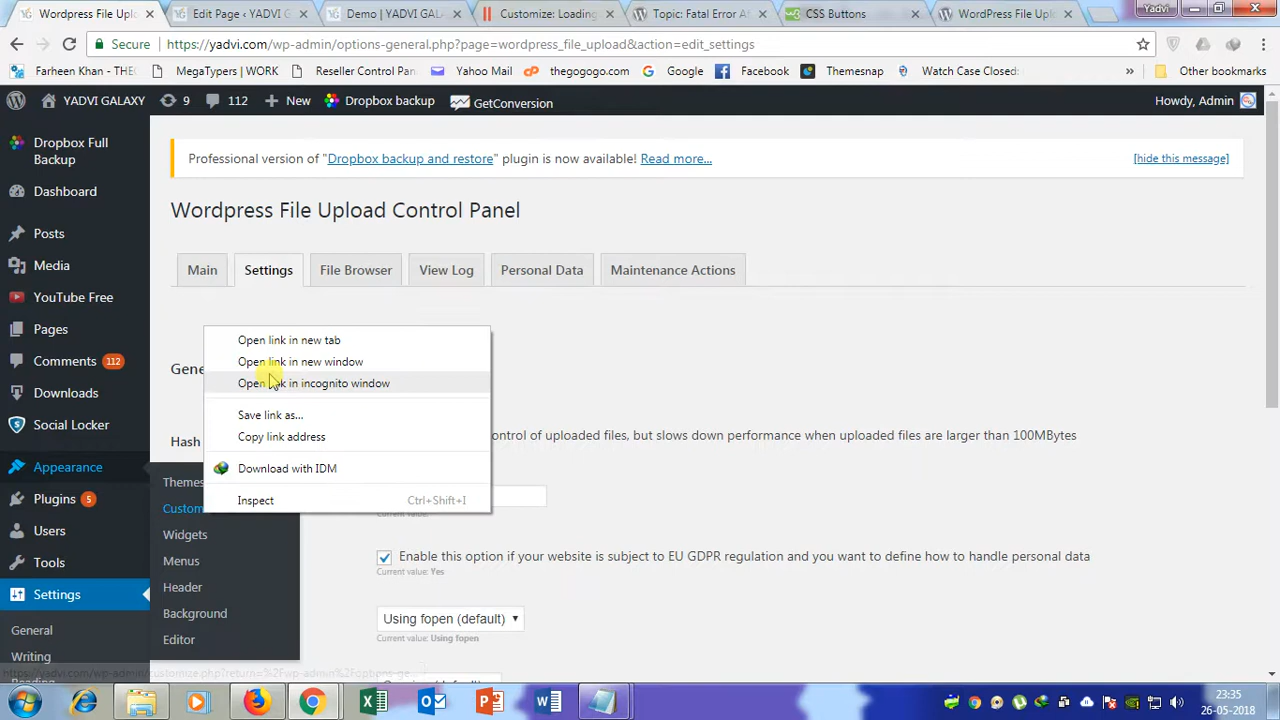 Wordpress File Uplo
Edit Page ‹ YADVI G
Demo | YADVI GALA
Customize: Loading
Topic: Fatal Error Af
CSS Buttons
WordPress File Uplo
Yadvi
Secure
https://yadvi.com/wp-admin/options-general.php?page=wordpress_file_upload&action=edit_settings
Farheen Khan, THE
MegaTypers | WORK
Reseller Control Pan
Yahoo Mail
thegogogo.com
Google
Facebook
Themesnap
Watch Case Closed:
»
Other bookmarks
YADVI GALAXY
9
112
New
Dropbox backup
GetConversion
Howdy, Admin
Dropbox Full
Backup
Dashboard
Posts
Media
YouTube Free
Pages
Comments 112
Downloads
Social Locker
Appearance
Plugins 5
Users
Tools
Settings
General
Writing
Themes
Custom
Widgets
Menus
Header
Background
Editor
Professional version of "Dropbox backup and restore" plugin is now available! Read more...
[hide this message]
Wordpress File Upload Control Panel
Main
Settings
File Browser
View Log
Personal Data
Maintenance Actions
Gene
Open link in new tab
Open link in new window
Open link in incognito window
Save link as...
Copy link address
Download with IDM
Inspect
Ctrl+Shift+I
Hash
ontrol of uploaded files, but slows down performance when uploaded files are larger than 100MBytes
Current value:
Enable this option if your website is subject to EU GDPR regulation and you want to define how to handle personal data
Current value: Yes
Using fopen (default)
Current value: Using fopen
23:35
26-05-2018